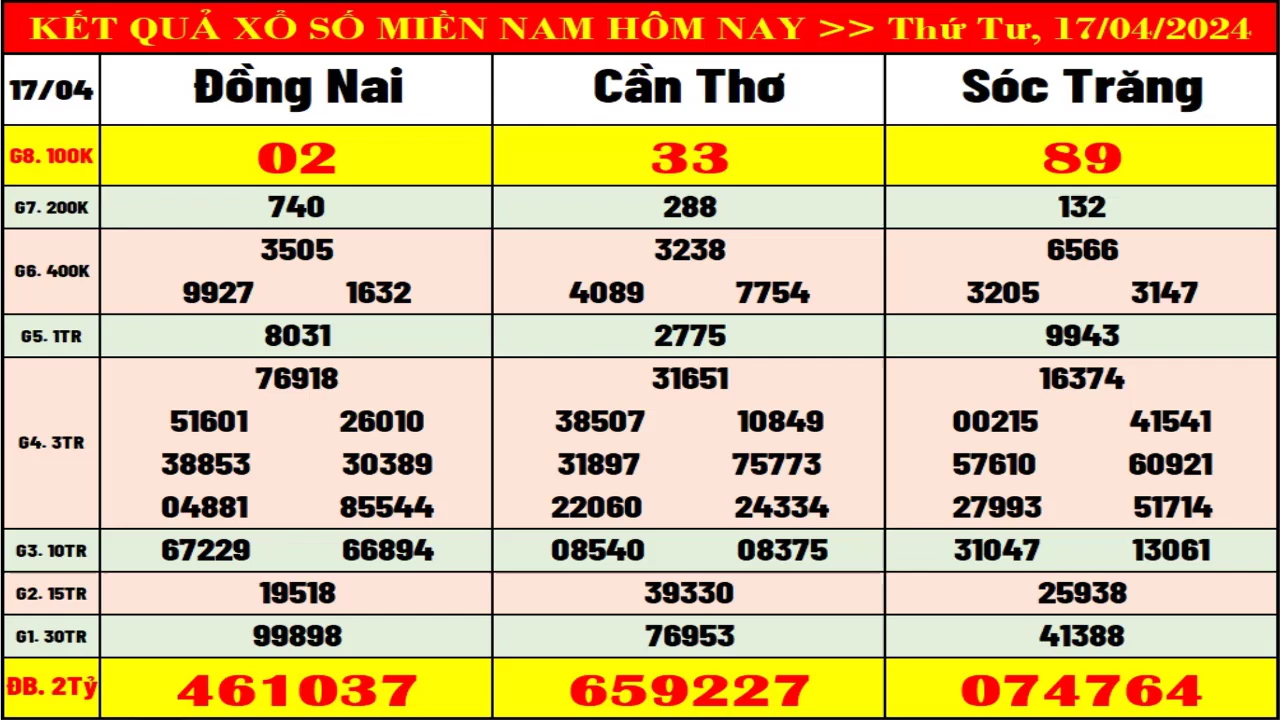 KẾT QUẢ XỔ SỐ MIỀN NAM HÔM NAY >> Thứ Tư, 17/04/2024
17/04 Đồng Nai Cần Thơ Sóc Trăng
G8. 100K 02 33 89
G7. 200K 740 288 132
3505 3238 6566
G6. 400K
9927 1632 4089 7754 3205 3147
G5. 1TR 8031 2775 9943
76918 31651 16374
51601 26010 38507 10849 00215 41541
G4. 3TR
38853 30389 31897 75773 57610 60921
04881 85544 22060 24334 27993 51714
G3. 10TR 67229 66894 08540 08375 31047 13061
G2. 15TR 19518 39330 25938
G1. 30TR 99898 76953 41388
ĐB. 2Tỷ 461037 659227 074764